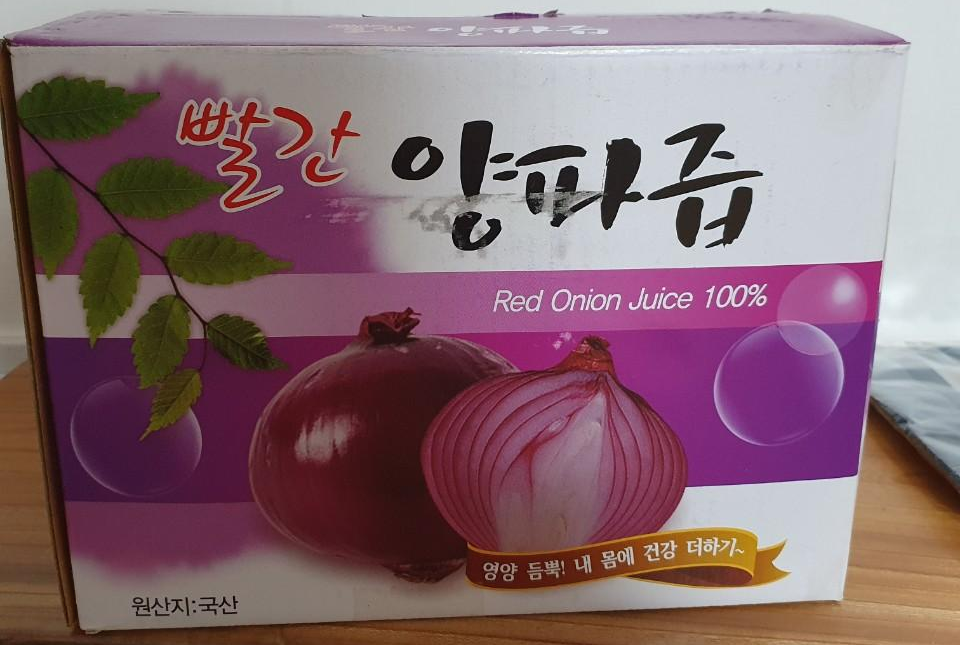 빨간 양파즙
Red Onion Juice 100%
영양 듬뿍! 내 몸에 건강 더하기~
원산지:국산